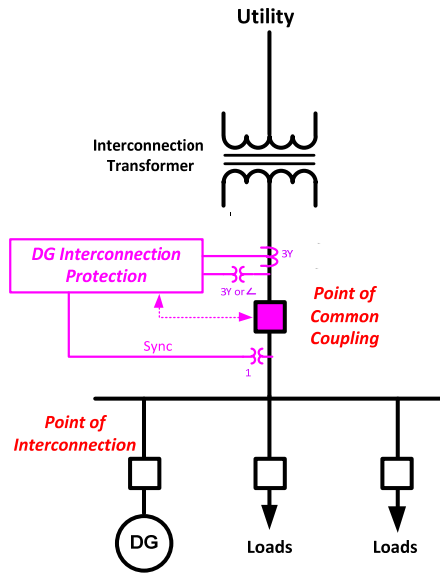 Utility
Interconnection
Transformer
DG Interconnection
Protection
3Y
3Y or∠
Point of
Common
Coupling
Sync
1
Point of
Interconnection
DG
Loads
Loads